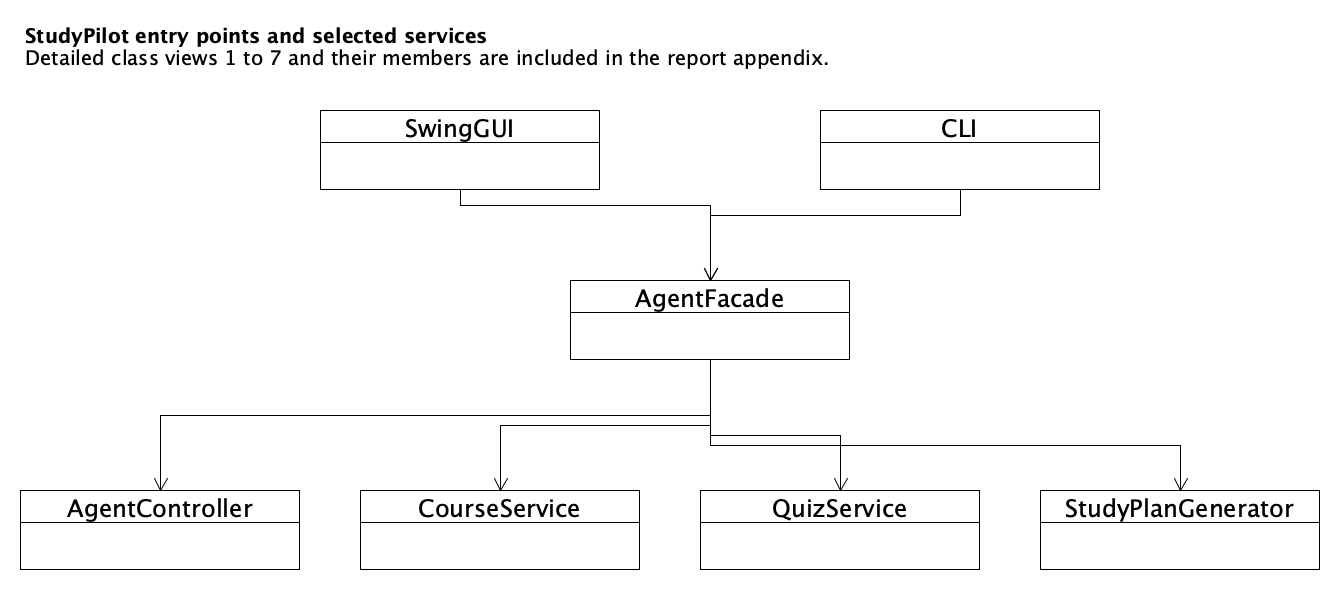 StudyPilot entry points and selected services
Detailed class views 1 to 7 and their members are included in the report appendix.
SwingGUI
CLI
AgentFacade
AgentController
CourseService
QuizService
StudyPlanGenerator